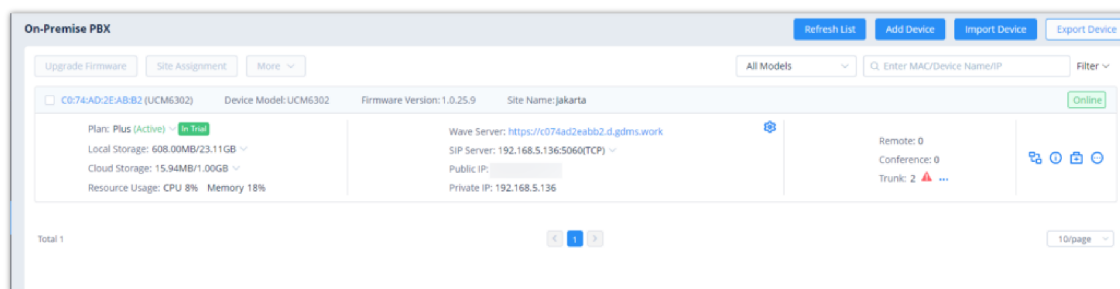 On-Premise PBX
Refresh List Add Device Import Device Export Device
Upgrade Firmware Site Assignment More All Models Enter MAC/Device Name/IP Filter
C0:74:AD:2E:AB:B2 (UCM6302) Device Model: UCM6302 Firmware Version: 1.0.25.9 Site Name: Jakarta Online
Plan: Plus (Active) In Trial
Local Storage: 608.00MB/23.11GB
Cloud Storage: 15.94MB/1.00GB
Resource Usage: CPU 8% Memory 18%
Wave Server: https://c074ad2eabb2.d.gdms.work
SIP Server: 192.168.5.136:5060(TCP)
Public IP:
Private IP: 192.168.5.136
Remote: 0
Conference: 0
Trunk: 2 ...
Total 1 < 1 > 10/page